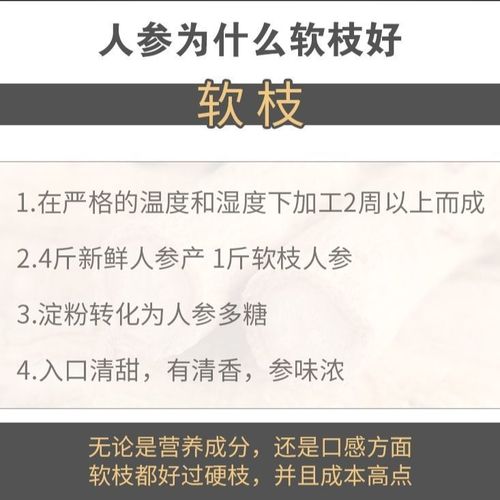 人参为什么软枝好
软枝
1.在严格的温度和湿度下加工2周以上而成
2.4斤新鲜人参产 1斤软枝人参
3.淀粉转化为人参多糖
4.入口清甜，有清香，参味浓
无论是营养成分，还是口感方面
软枝都好过硬枝，并且成本高点